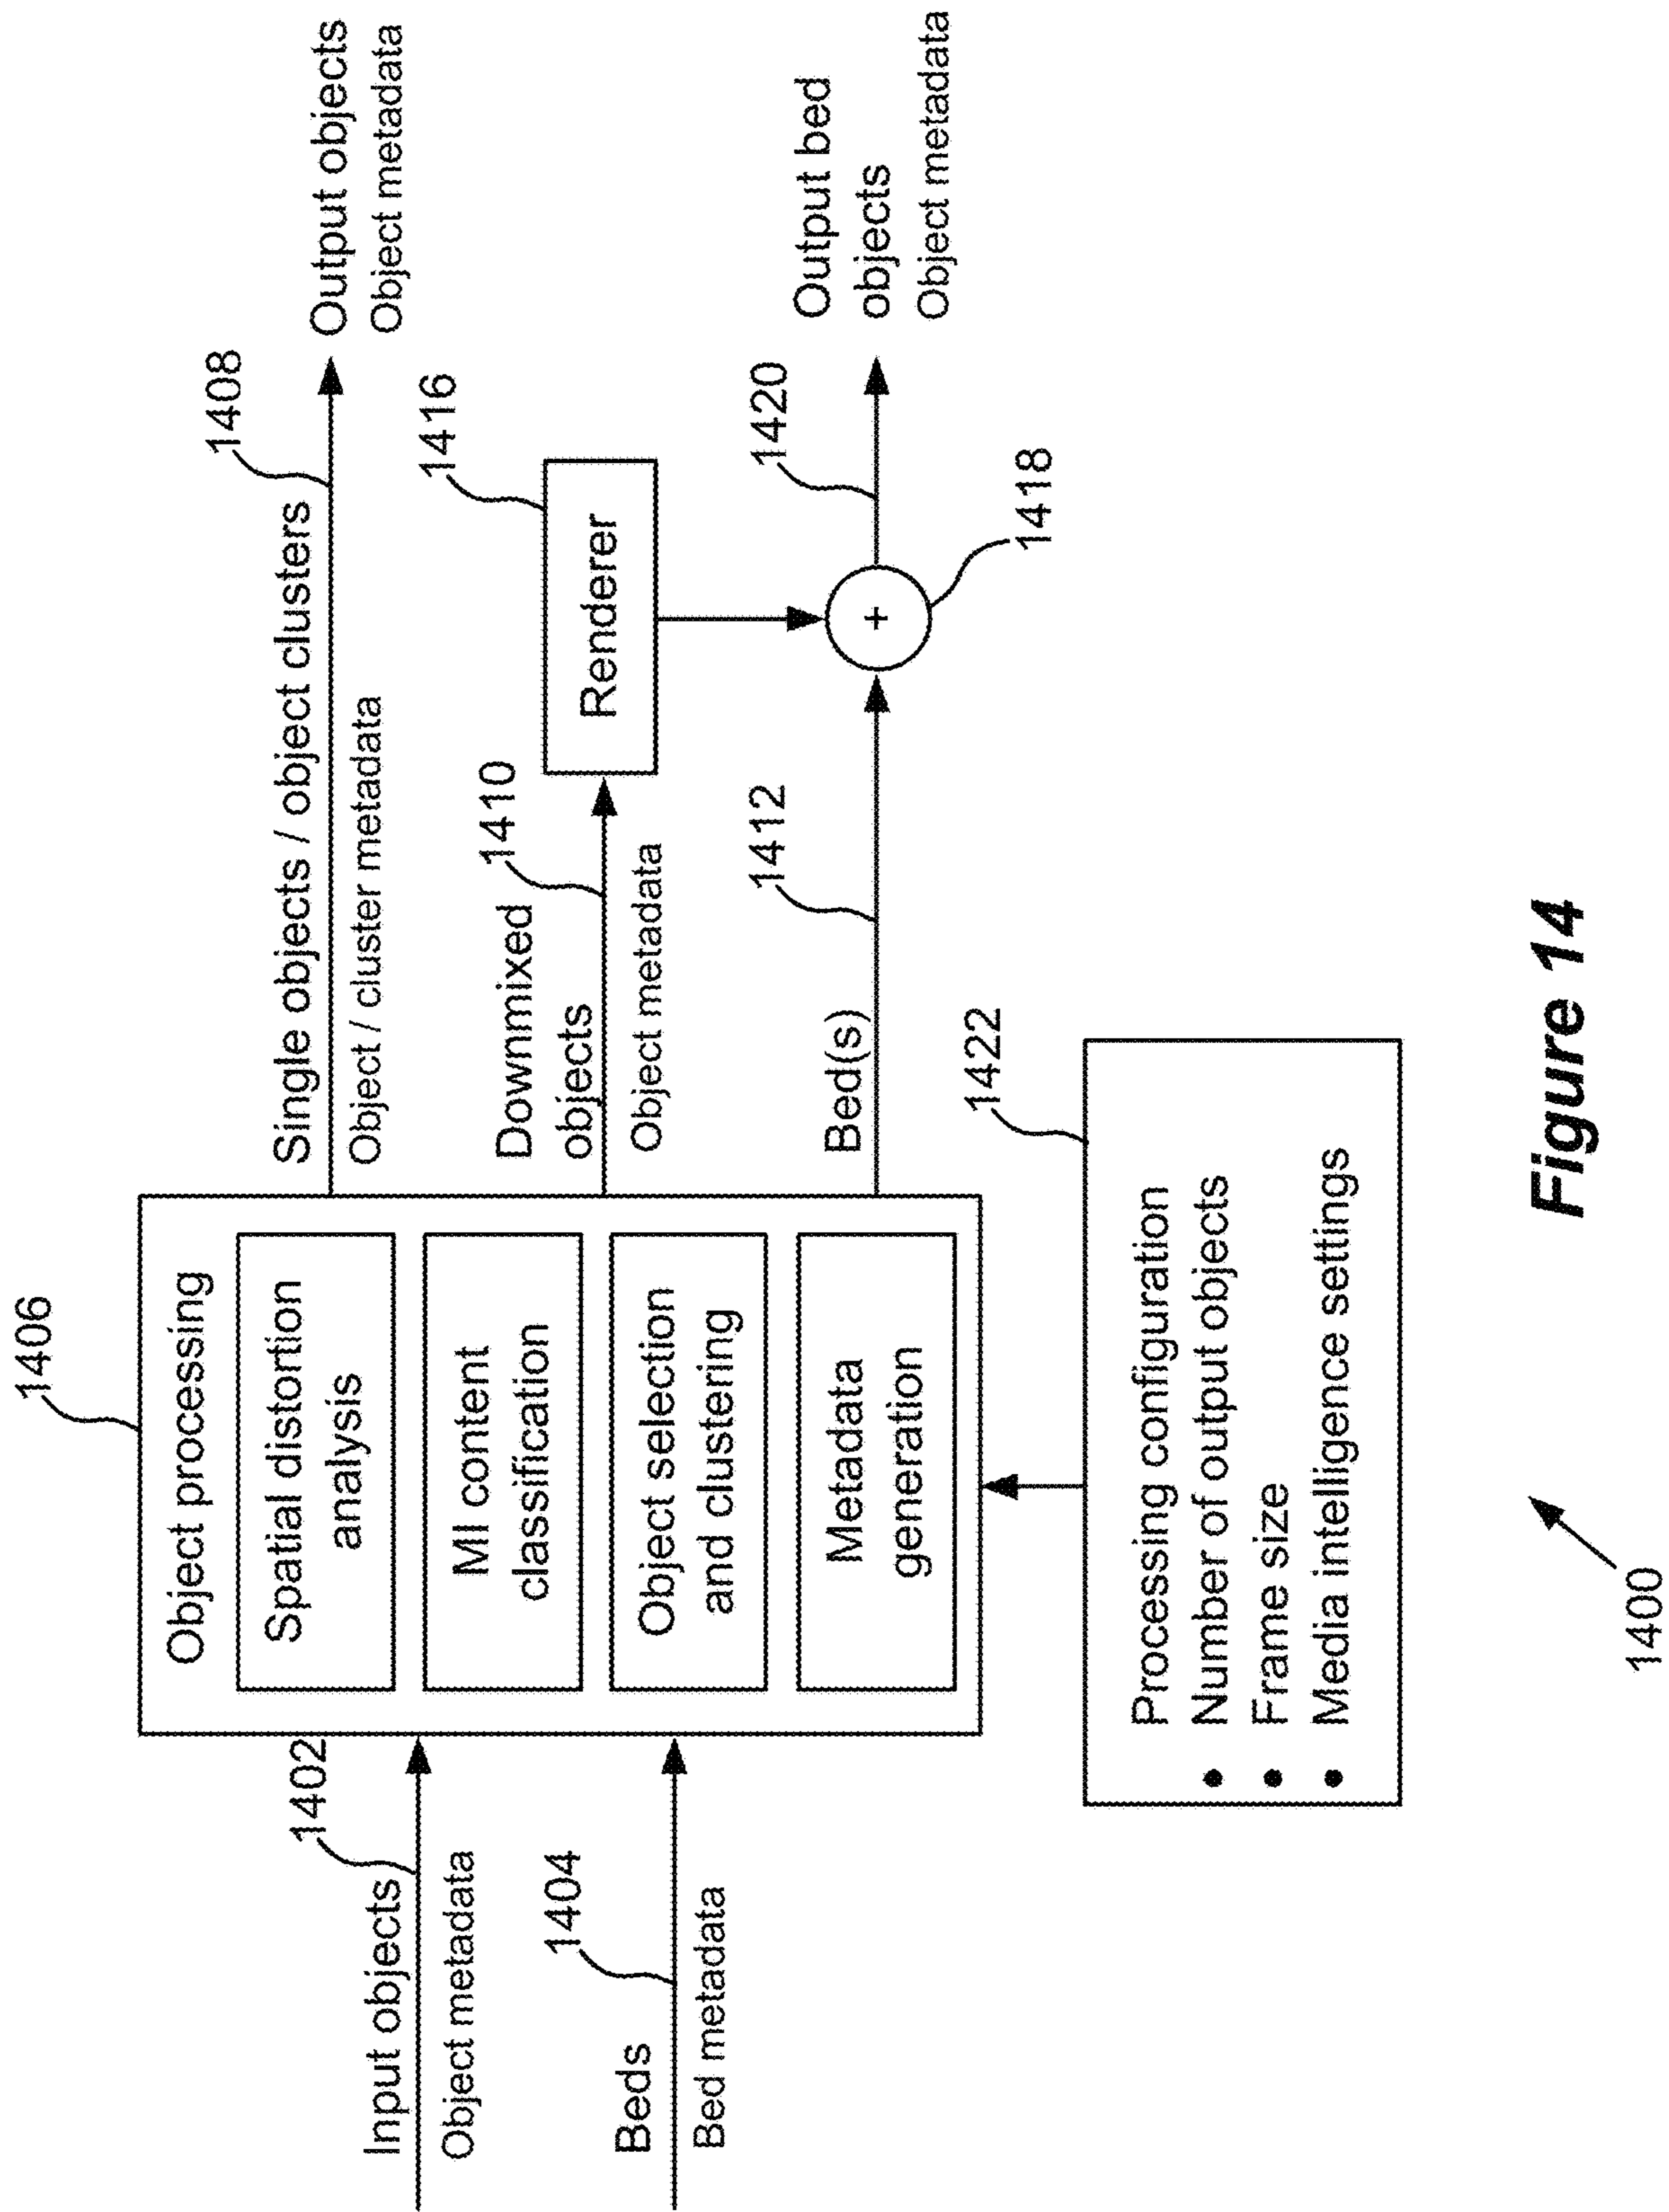 1406
Object processing
Spatial distortion
analysis
MI content
classification
Object selection
and clustering
Metadata
generation
1402
Input objects
Object metadata
1404
Beds
Bed metadata
Single objects / object clusters
Object / cluster metadata
1408
Output objects
Object metadata
Downmixed
objects
1410
Object metadata
1416
Renderer
Bed(s)
1412
+
1418
1420
Output bed
objects
Object metadata
1422
Processing configuration
• Number of output objects
• Frame size
• Media intelligence settings
1400
Figure 14